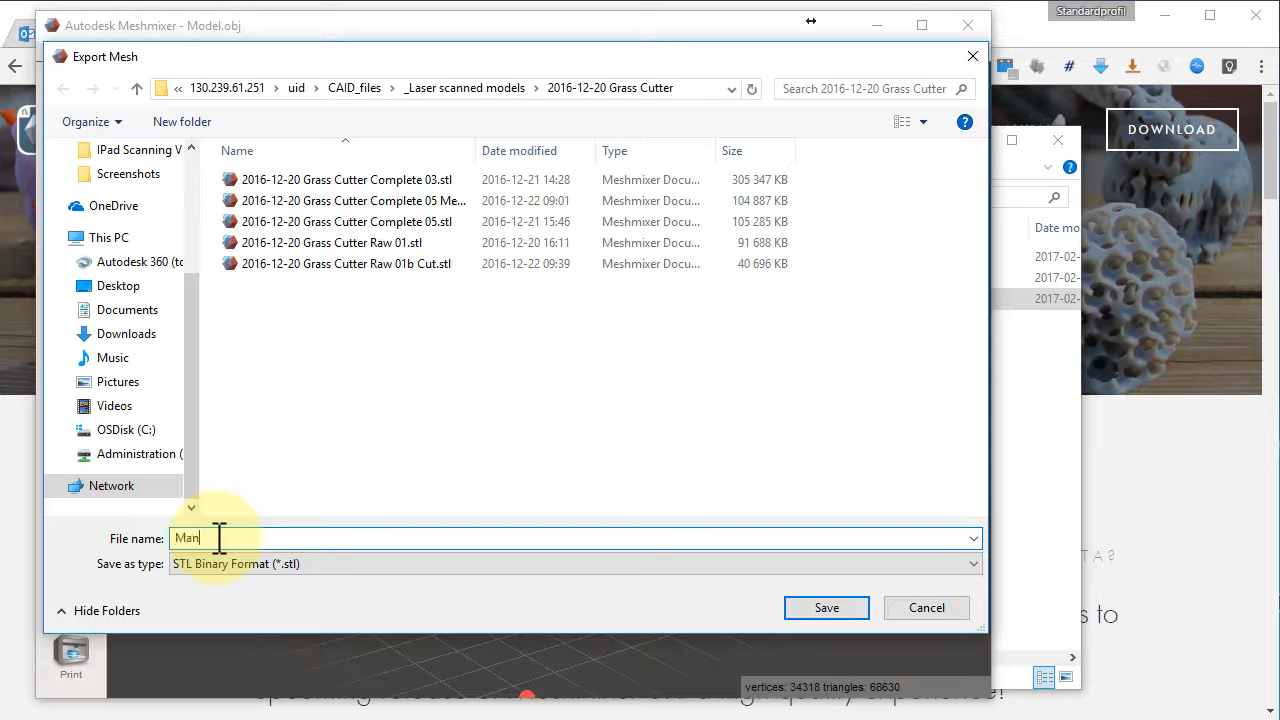 Autodesk Meshmixer - Model.obj
Standardprofil
Export Mesh
« 130.239.61.251 > uid > CAID_files > _Laser scanned models > 2016-12-20 Grass Cutter
Search 2016-12-20 Grass Cutter
Organize
New folder
DOWNLOAD
Name
Date modified
Type
Size
IPad Scanning V
Screenshots
OneDrive
This PC
Autodesk 360 (to
Desktop
Documents
Downloads
Music
Pictures
Videos
OSDisk (C:)
Administration (
Network
2016-12-20 Grass Cutter Complete 03.stl 2016-12-21 14:28 Meshmixer Docu... 305 347 KB
2016-12-20 Grass Cutter Complete 05 Me... 2016-12-22 09:01 Meshmixer Docu... 104 887 KB
2016-12-20 Grass Cutter Complete 05.stl 2016-12-21 15:46 Meshmixer Docu... 105 285 KB
2016-12-20 Grass Cutter Raw 01.stl 2016-12-20 16:11 Meshmixer Docu... 91 688 KB
2016-12-20 Grass Cutter Raw 01b Cut.stl 2016-12-22 09:39 Meshmixer Docu... 40 696 KB
Date mo
2017-02-
2017-02-
2017-02-
File name: Man
Save as type: STL Binary Format (*.stl)
Hide Folders
Save
Cancel
TA?
s to
Print
vertices: 34318 triangles: 68630